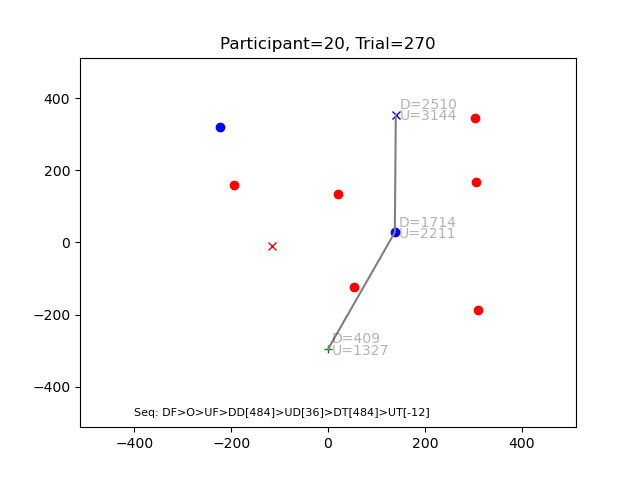 Participant=20, Trial=270
400
200
0
−200
−400
D=2510
U=3144
D=1714
U=2211
D=409
U=1327
Seq: DF>O>UF>DD[484]>UD[36]>DT[484]>UT[-12]
−400 −200 0 200 400